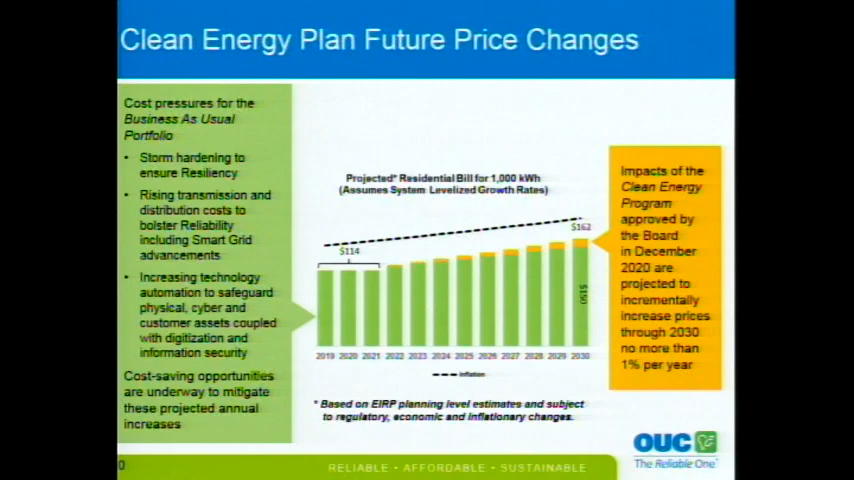 Clean Energy Plan Future Price Changes
Cost pressures for the
Business As Usual
Portfolio
• Storm hardening to
ensure Resiliency
• Rising transmission and
distribution costs to
bolster Reliability
including Smart Grid
advancements
• Increasing technology
automation to safeguard
physical, cyber and
customer assets coupled
with digitization and
information security
Cost-saving opportunities
are underway to mitigate
these projected annual
increases
Projected* Residential Bill for 1,000 kWh
(Assumes System Levelized Growth Rates)
$162
$114
$150
2019 2020 2021 2022 2023 2024 2025 2026 2027 2028 2029 2030
Inflation
* Based on EIRP planning level estimates and subject
to regulatory, economic and inflationary changes.
Impacts of the
Clean Energy
Program
approved by
the Board
in December
2020 are
projected to
incrementally
increase prices
through 2030
no more than
1% per year
0
RELIABLE • AFFORDABLE • SUSTAINABLE
OUC
The Reliable One